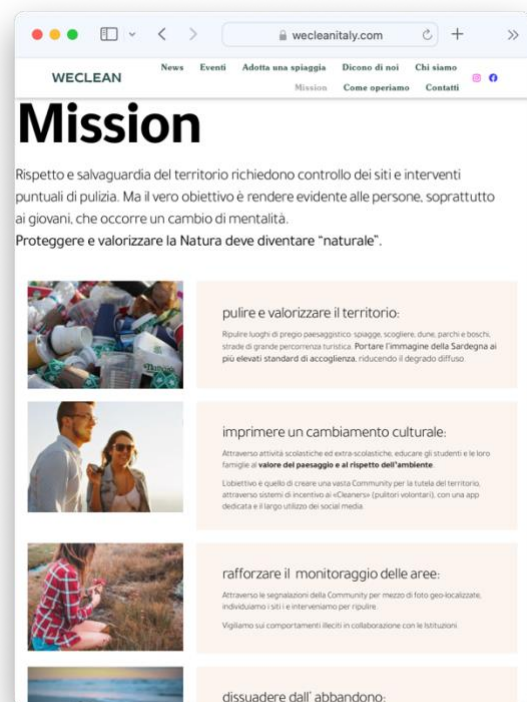 wecleanitaly.com
WECLEAN
News Eventi Adotta una spiaggia Dicono di noi Chi siamo
Mission Come operiamo Contatti
Mission
Rispetto e salvaguardia del territorio richiedono controllo dei siti e interventi
puntuali di pulizia. Ma il vero obiettivo è rendere evidente alle persone, soprattutto
ai giovani, che occorre un cambio di mentalità.
Proteggere e valorizzare la Natura deve diventare “naturale”.
pulire e valorizzare il territorio:
Ripulire luoghi di pregio paesaggistico: spiagge, scogliere, dune, parchi e boschi,
strade di grande percorrenza turistica. Portare l'immagine della Sardegna ai
più elevati standard di accoglienza, riducendo il degrado diffuso.
imprimere un cambiamento culturale:
Attraverso attività scolastiche ed extra-scolastiche, educare gli studenti e le loro
famiglie al valore del paesaggio e al rispetto dell'ambiente.
L'obiettivo è quello di creare una vasta Community per la tutela del territorio,
attraverso sistemi di incentivo ai «Cleaners» (pulitori volontari), con una app
dedicata e il largo utilizzo dei social media.
rafforzare il monitoraggio delle aree:
Attraverso le segnalazioni della Community per mezzo di foto geo-localizzate,
individuiamo i siti i e interveniamo per ripulire.
Vigiliamo sui comportamenti illeciti in collaborazione con le Istituzioni
dissuadere dall' abbandono: